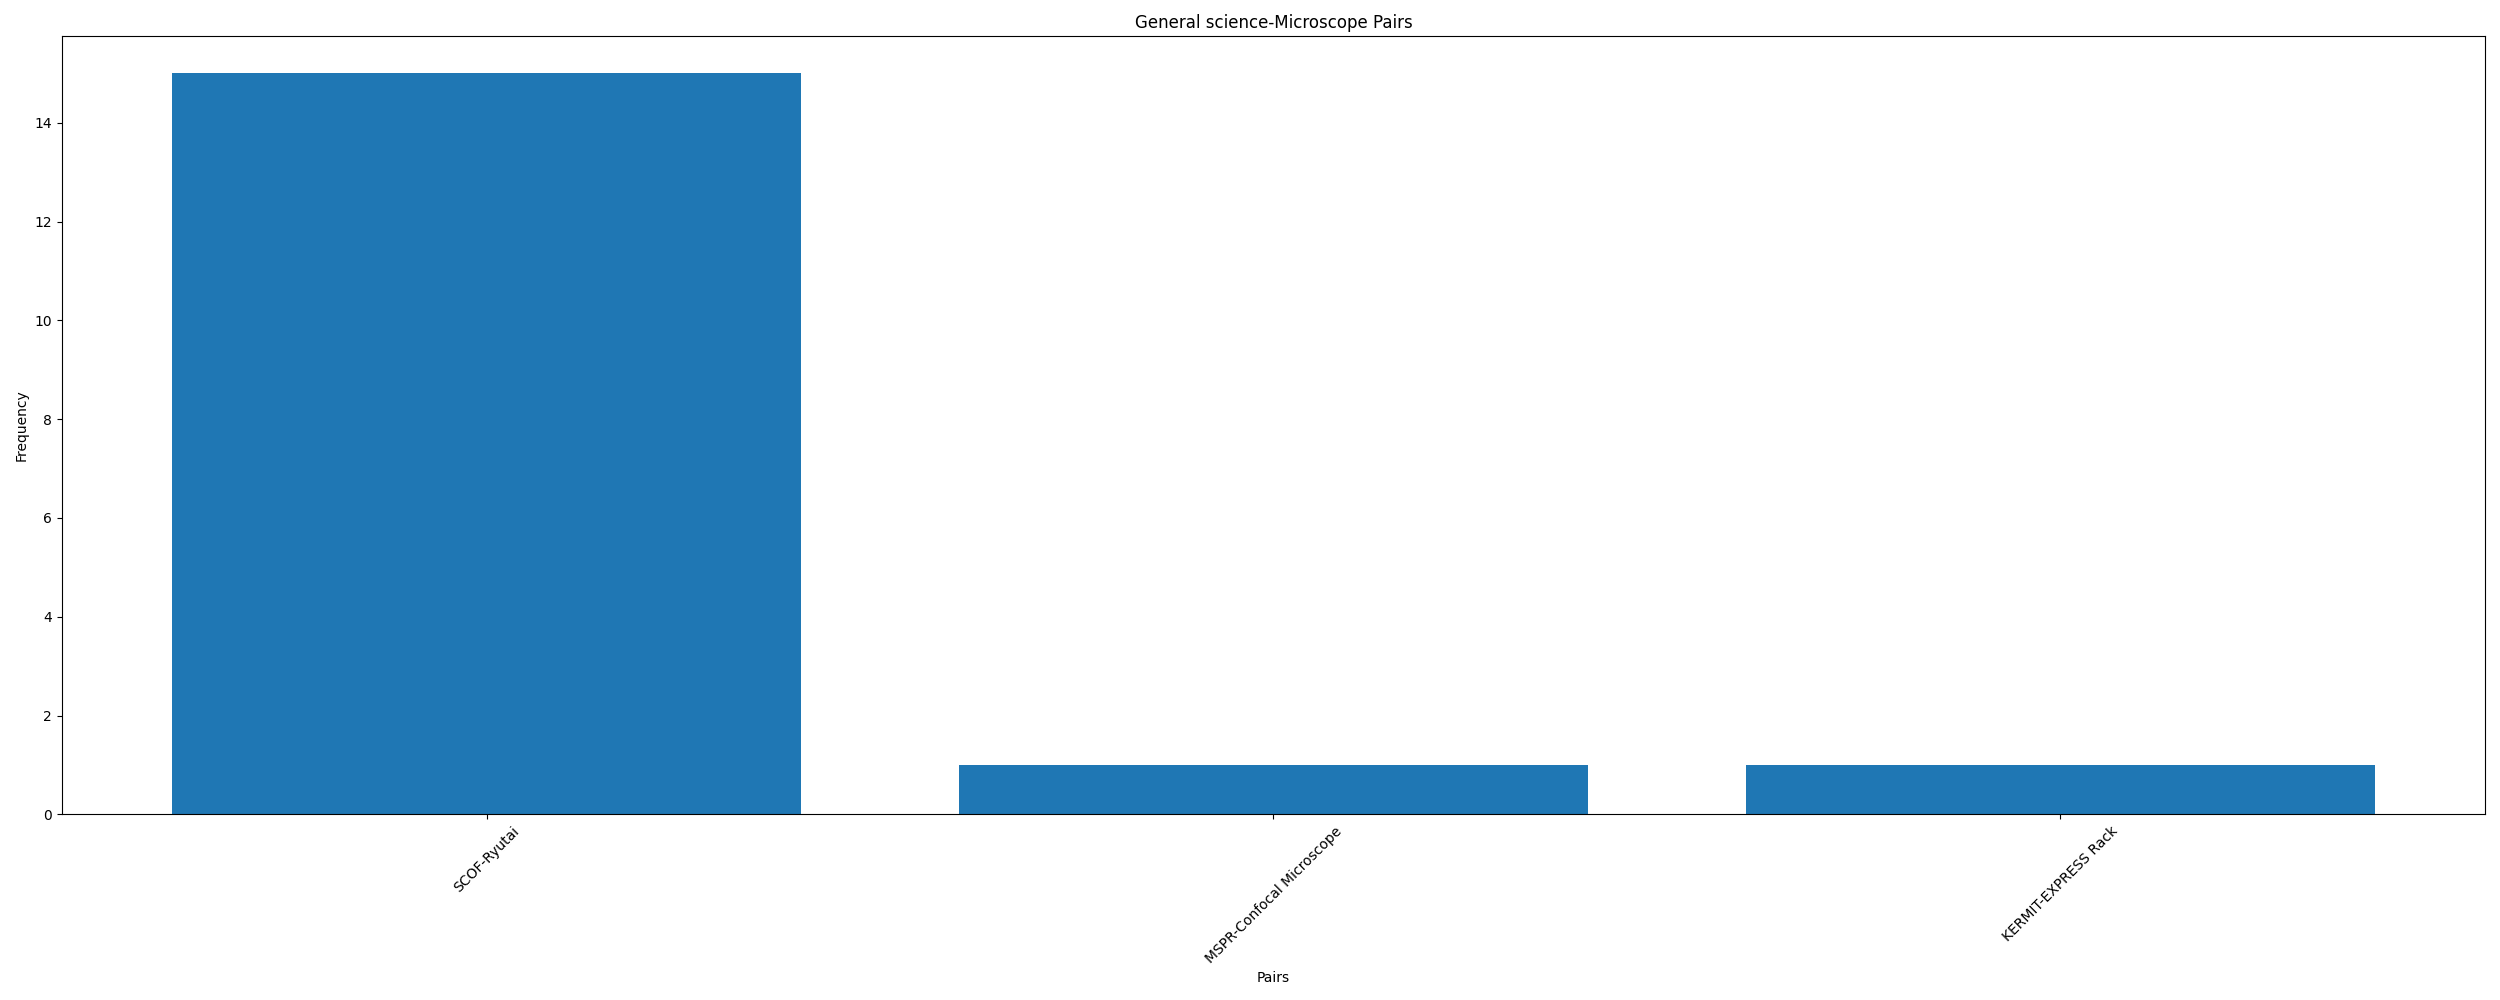 General science-Microscope Pairs
Frequency
14
12
10
8
6
4
2
0
SCOF-Ryutai
MSPR-Confocal Microscope
KERMIT-EXPRESS Rack
Pairs